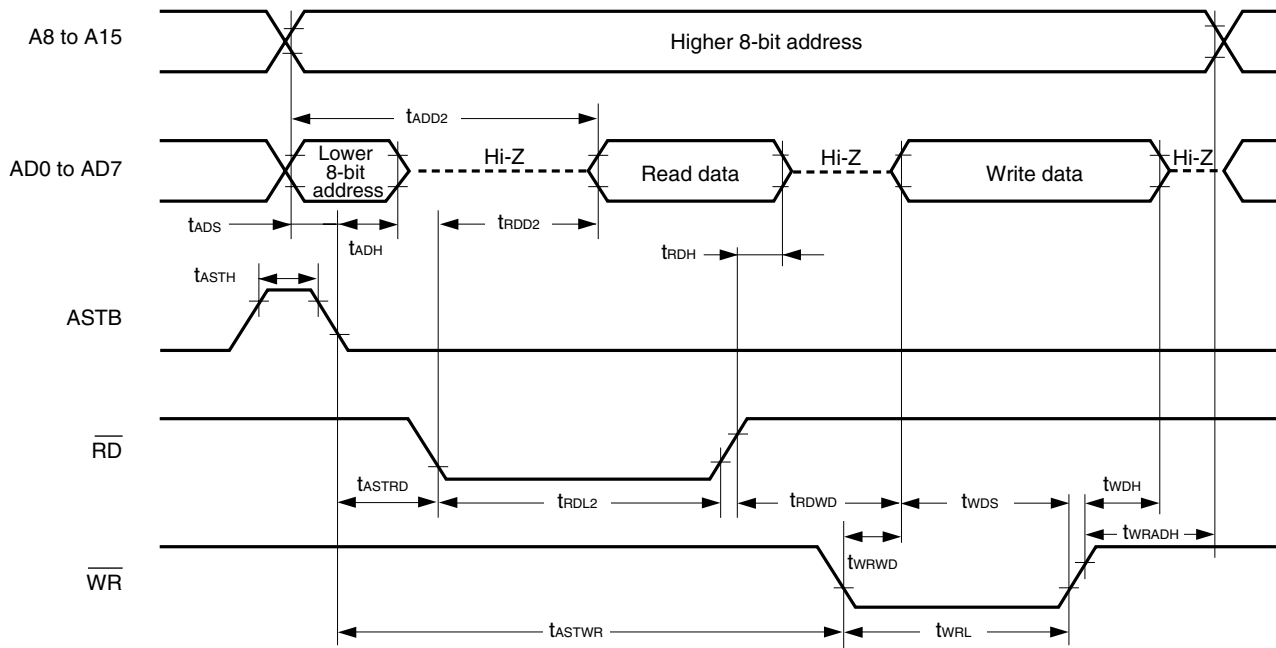 A8 to A15
Higher 8-bit address
tADD2
AD0 to AD7
Lower
8-bit
address
Hi-Z
Read data
Hi-Z
Write data
Hi-Z
tADS
tADH
tRDD2
tRDH
tASTH
ASTB
RD
tASTRD
tRDL2
tRDWD
tWDS
tWDH
tWRADH
tWRWD
WR
tASTWR
tWRL